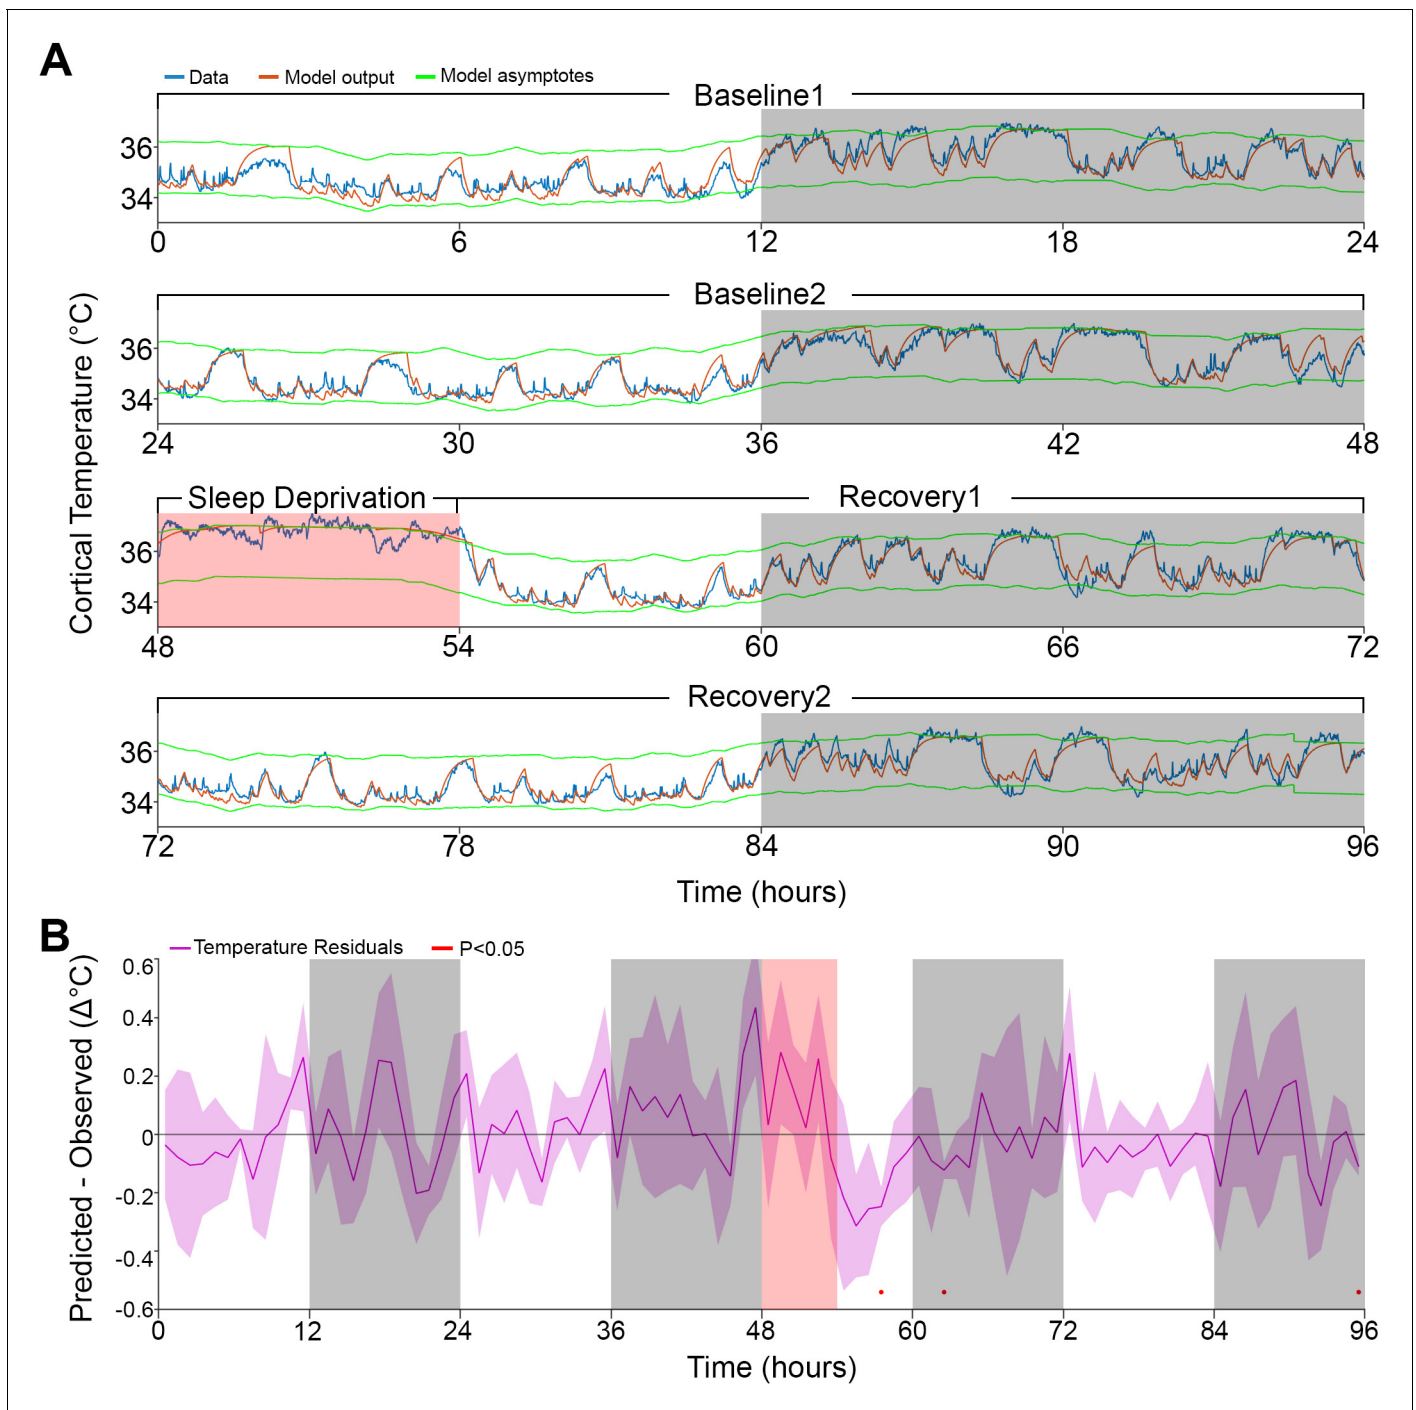 A
Data Model output Model asymptotes
Baseline1
36
34
0 6 12 18 24
Baseline2
36
34
24 30 36 42 48
Sleep Deprivation Recovery1
36
34
48 54 60 66 72
Recovery2
36
34
72 78 84 90 96
Cortical Temperature (°C)
Time (hours)
B
Temperature Residuals P<0.05
0.6
0.4
0.2
0
-0.2
-0.4
-0.6
0 12 24 36 48 60 72 84 96
Predicted - Observed (Δ°C)
Time (hours)